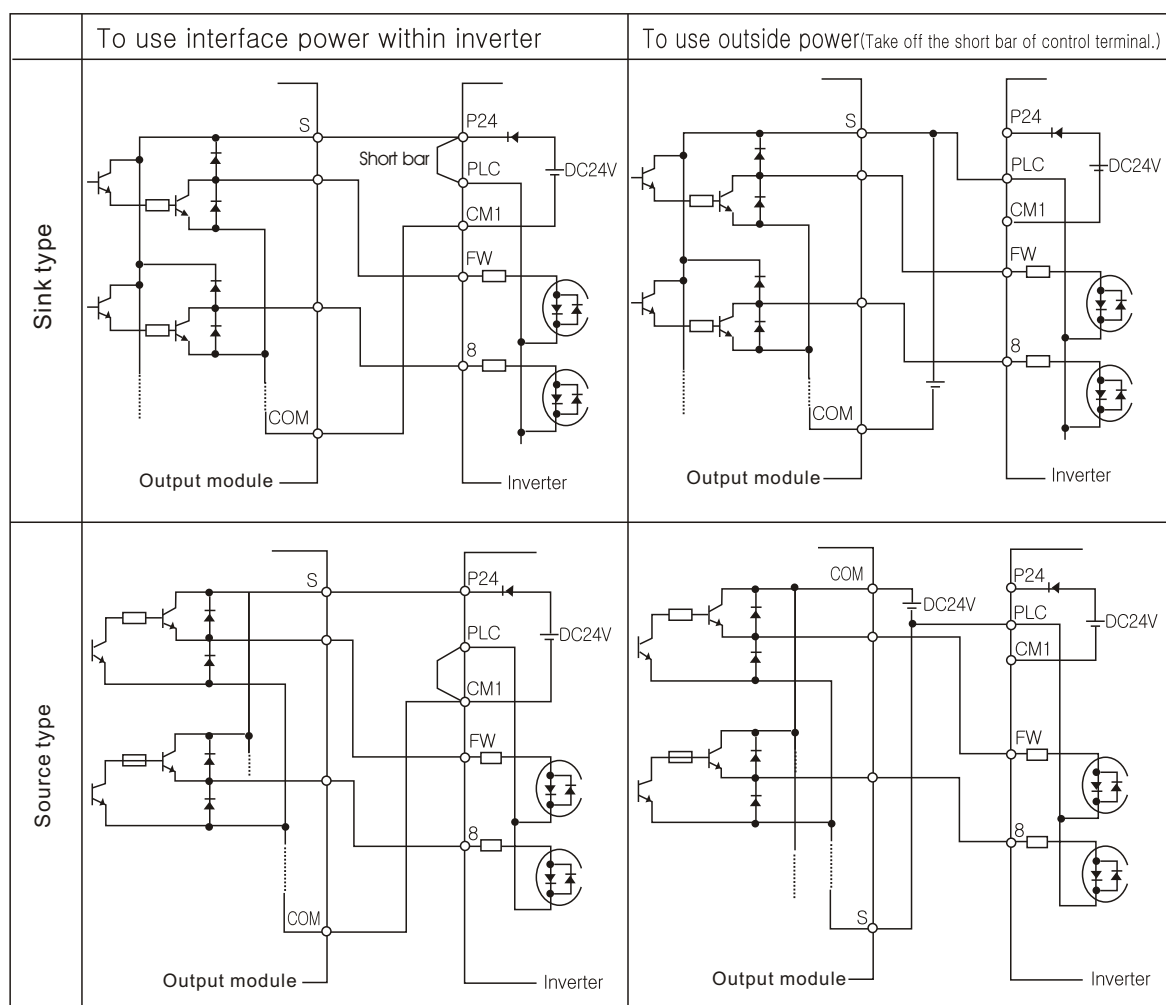 To use interface power within inverter
To use outside power(Take off the short bar of control terminal.)
Sink type
S
P24
Short bar
PLC
DC24V
CM1
FW
8
COM
Output module
Inverter
S
P24
PLC
DC24V
CM1
FW
8
COM
Output module
Inverter
Source type
S
P24
PLC
DC24V
CM1
FW
8
COM
Output module
Inverter
COM
P24
DC24V
PLC
DC24V
CM1
FW
8
S
Output module
Inverter